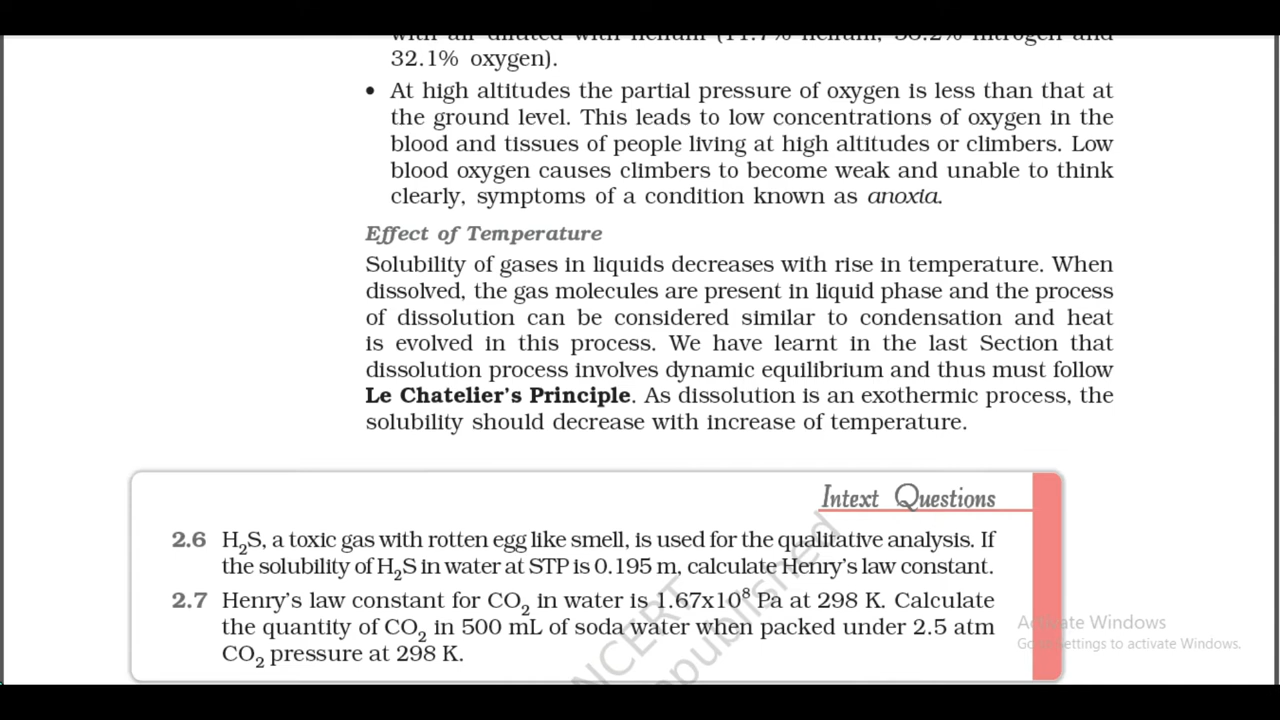 32.1% oxygen).
• At high altitudes the partial pressure of oxygen is less than that at
the ground level. This leads to low concentrations of oxygen in the
blood and tissues of people living at high altitudes or climbers. Low
blood oxygen causes climbers to become weak and unable to think
clearly, symptoms of a condition known as anoxia.
Effect of Temperature
Solubility of gases in liquids decreases with rise in temperature. When
dissolved, the gas molecules are present in liquid phase and the process
of dissolution can be considered similar to condensation and heat
is evolved in this process. We have learnt in the last Section that
dissolution process involves dynamic equilibrium and thus must follow
Le Chatelier's Principle. As dissolution is an exothermic process, the
solubility should decrease with increase of temperature.
Intext Questions
2.6 H₂S, a toxic gas with rotten egg like smell, is used for the qualitative analysis. If
the solubility of H₂S in water at STP is 0.195 m, calculate Henry's law constant.
2.7 Henry's law constant for CO₂ in water is 1.67x10⁸ Pa at 298 K. Calculate
the quantity of CO₂ in 500 mL of soda water when packed under 2.5 atm
CO₂ pressure at 298 K.
Activate Windows
Go to Settings to activate Windows.
NCERT